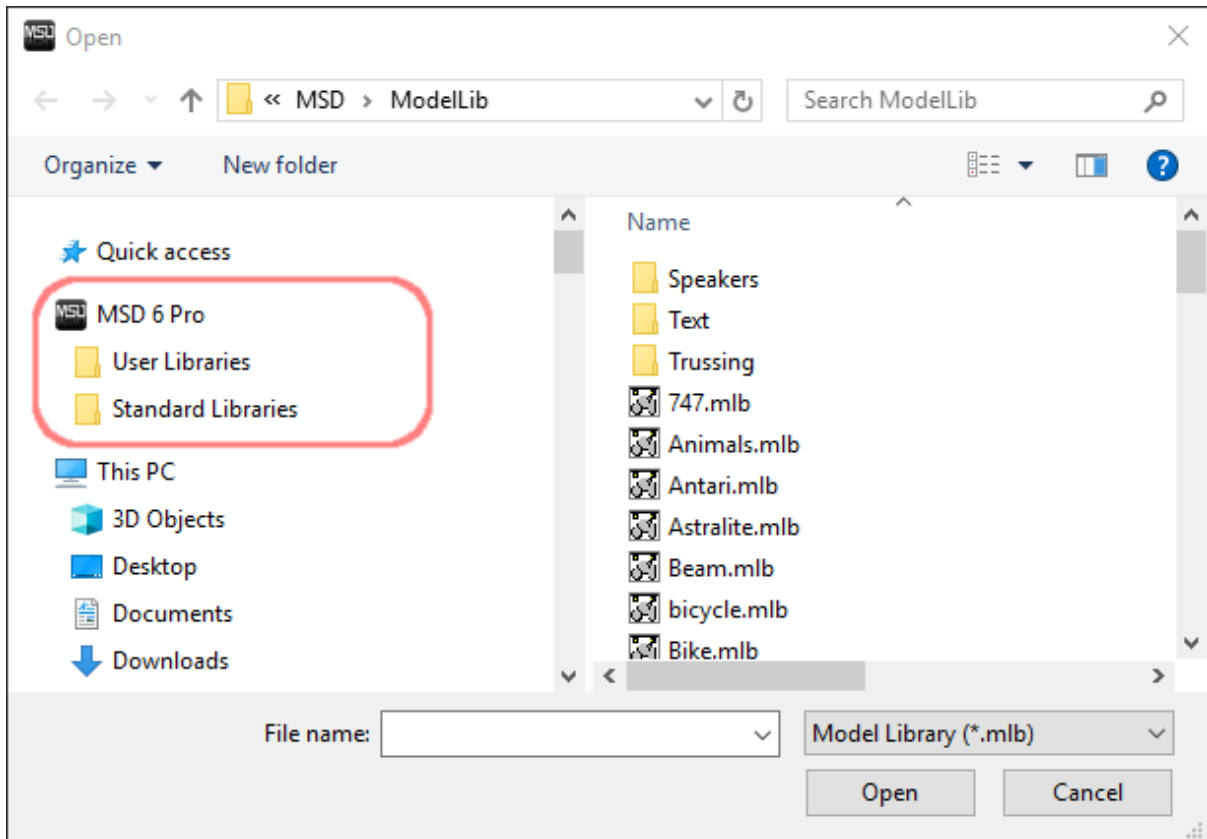 MSD Open
« MSD > ModelLib
Search ModelLib
Organize
New folder
?
Quick access
MSD MSD 6 Pro
User Libraries
Standard Libraries
This PC
3D Objects
Desktop
Documents
Downloads
Name
Speakers
Text
Trussing
747.mlb
Animals.mlb
Antari.mlb
Astralite.mlb
Beam.mlb
bicycle.mlb
Bike.mlb
File name:
Model Library (*.mlb)
Open
Cancel